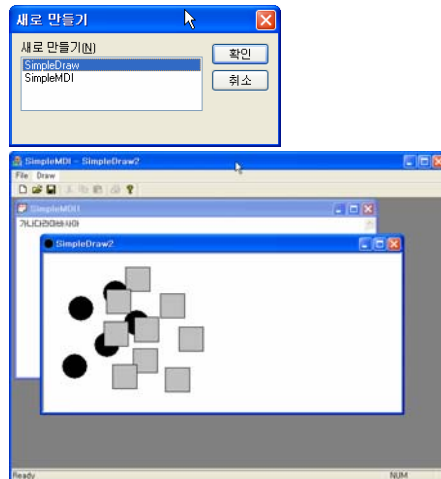 새로 만들기
새로 만들기(N)
SimpleDraw
SimpleMDI
확인
취소
SimpleMDI - SimpleDraw2
File Draw
SimpleMDI1
가나다라마바사아
SimpleDraw2
Ready
NUM